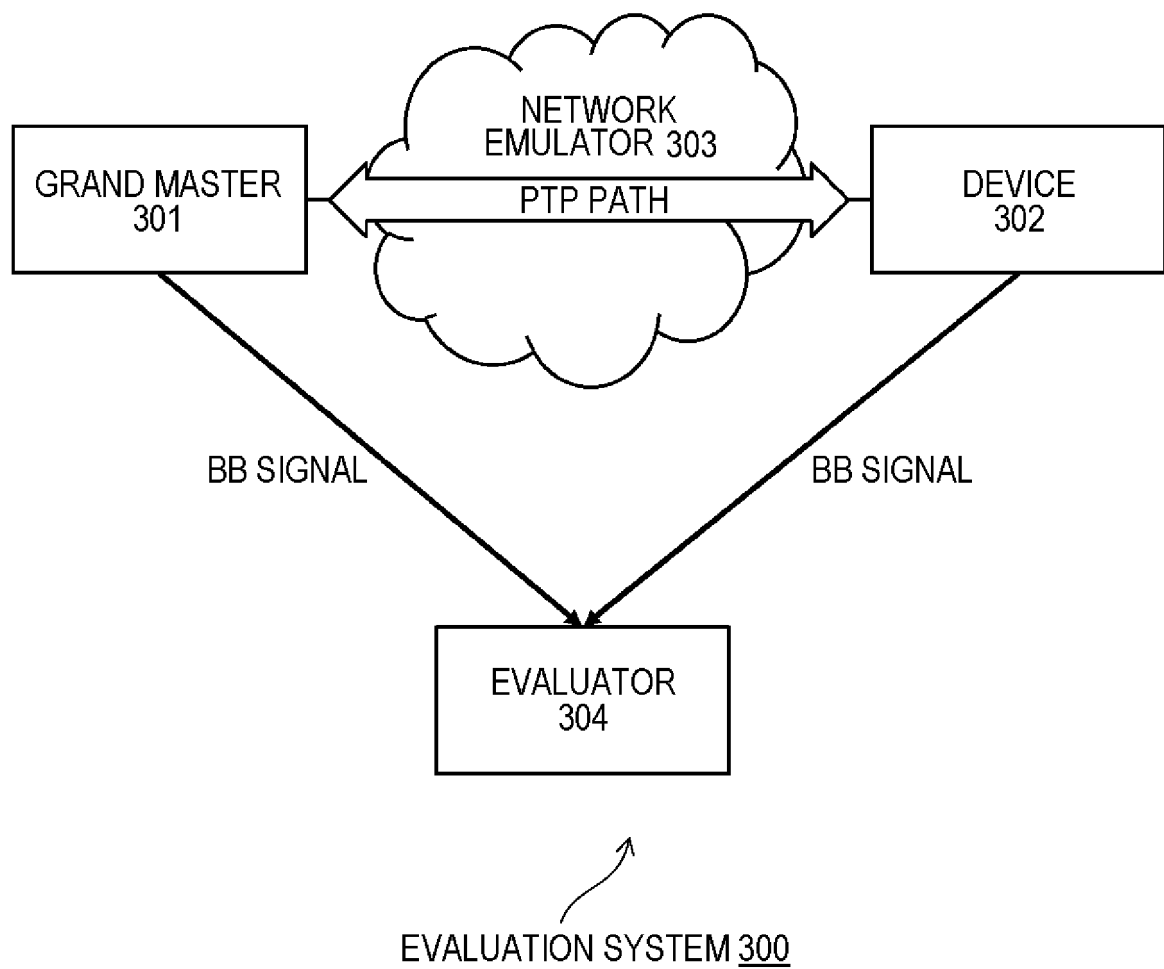 NETWORK
EMULATOR 303
GRAND MASTER
301
PTP PATH
DEVICE
302
BB SIGNAL
BB SIGNAL
EVALUATOR
304
EVALUATION SYSTEM 300